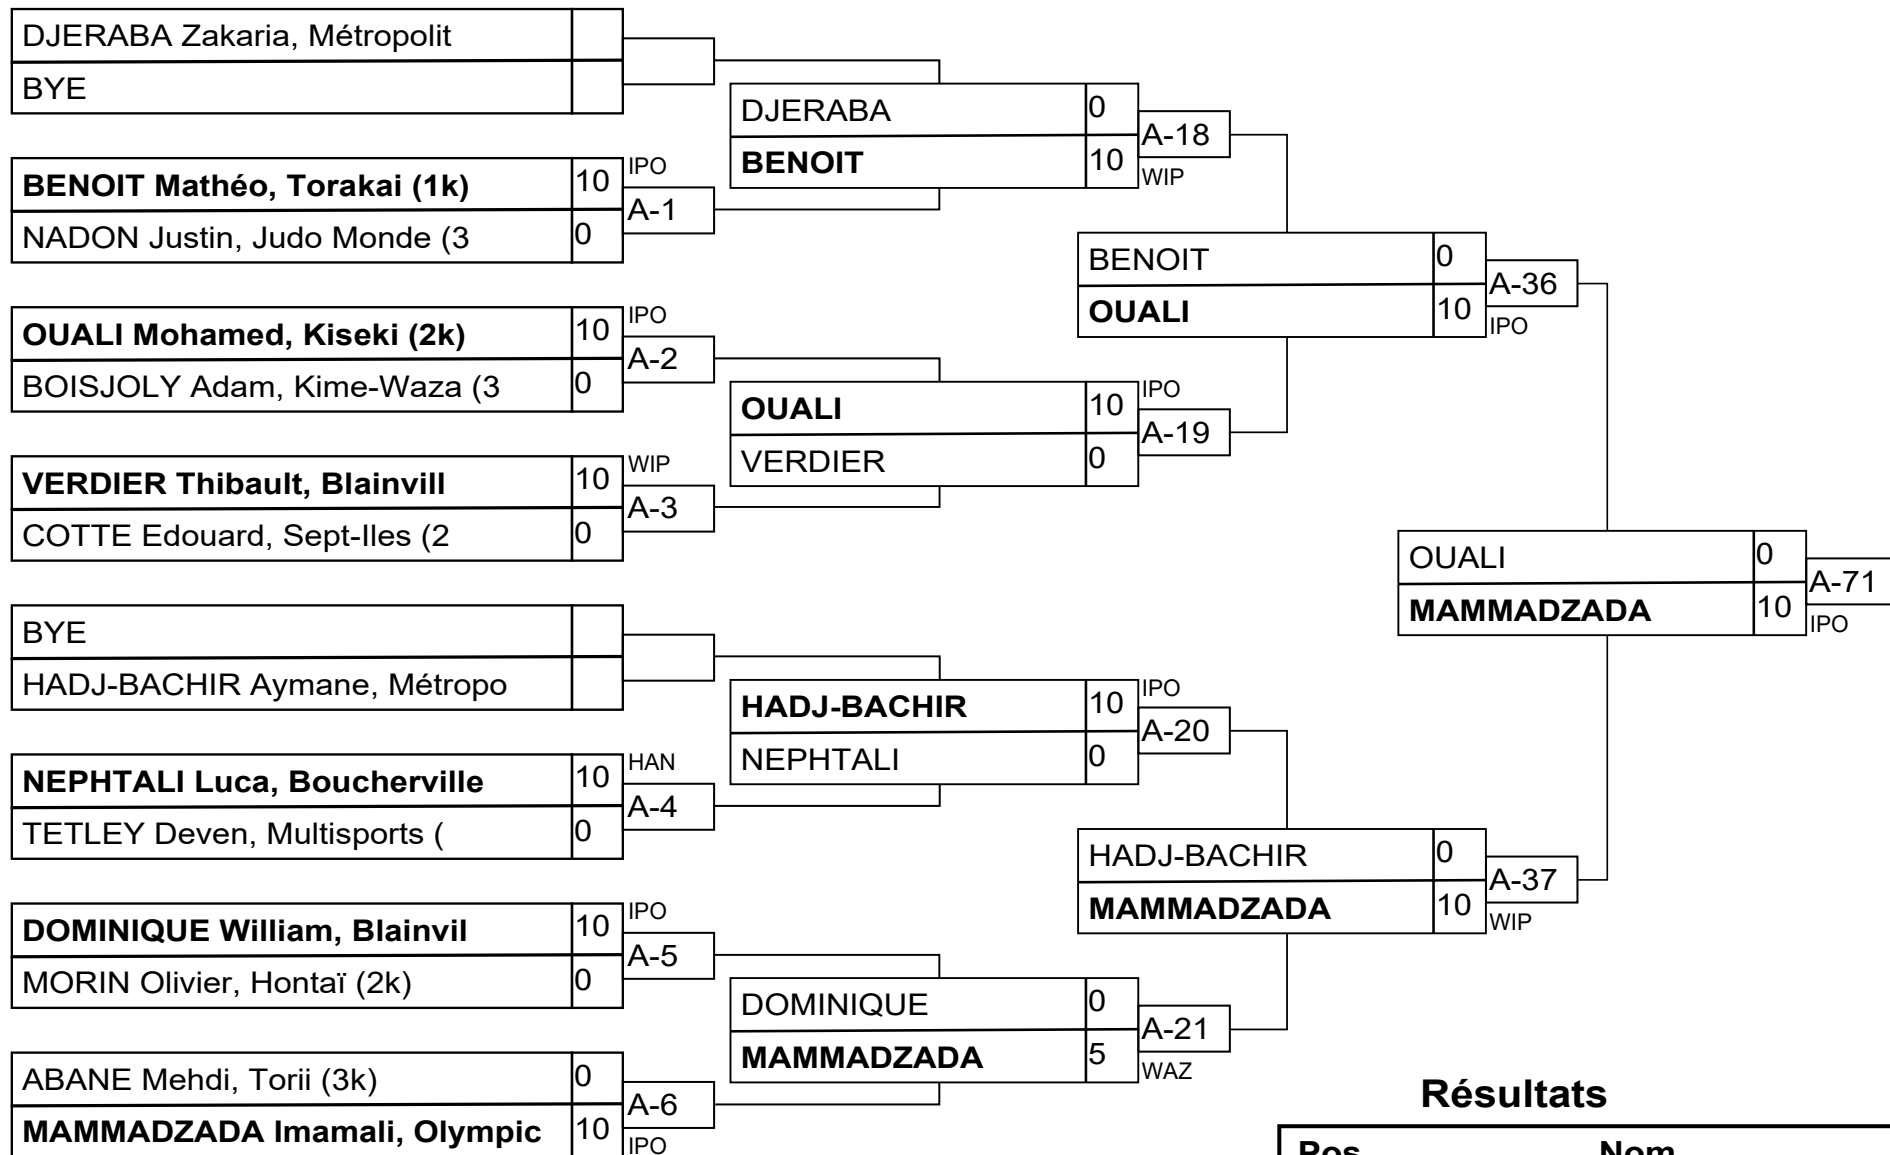 DJERABA Zakaria, Métropolit
BYE
BENOIT Mathéo, Torakai (1k) 10 IPO
A-1
NADON Justin, Judo Monde (3 0
OUALI Mohamed, Kiseki (2k) 10 IPO
A-2
BOISJOLY Adam, Kime-Waza (3 0
VERDIER Thibault, Blainvill 10 WIP
A-3
COTTE Edouard, Sept-Iles (2 0
BYE
HADJ-BACHIR Aymane, Métropo
NEPHTALI Luca, Boucherville 10 HAN
A-4
TETLEY Deven, Multisports ( 0
DOMINIQUE William, Blainvil 10 IPO
A-5
MORIN Olivier, Hontaï (2k) 0
ABANE Mehdi, Torii (3k) 0
A-6
MAMMADZADA Imamali, Olympic 10 IPO
DJERABA 0
A-18
BENOIT 10 WIP
OUALI 10 IPO
A-19
VERDIER 0
HADJ-BACHIR 10 IPO
A-20
NEPHTALI 0
DOMINIQUE 0
A-21
MAMMADZADA 5 WAZ
BENOIT 0
A-36
OUALI 10 IPO
HADJ-BACHIR 0
A-37
MAMMADZADA 10 WIP
OUALI 0
A-71
MAMMADZADA 10 IPO
Résultats
Pos Nom